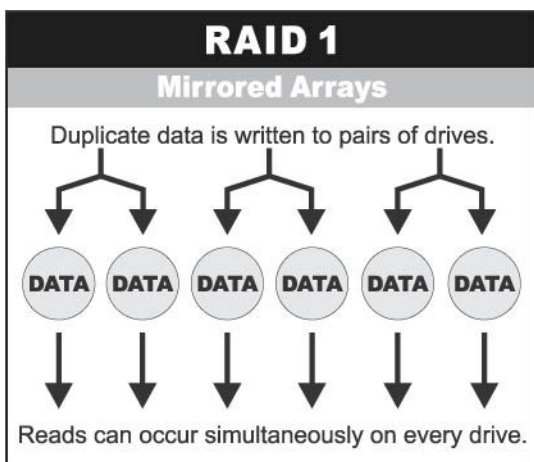 RAID 1
Mirrored Arrays
Duplicate data is written to pairs of drives.
DATA DATA DATA DATA DATA DATA
Reads can occur simultaneously on every drive.